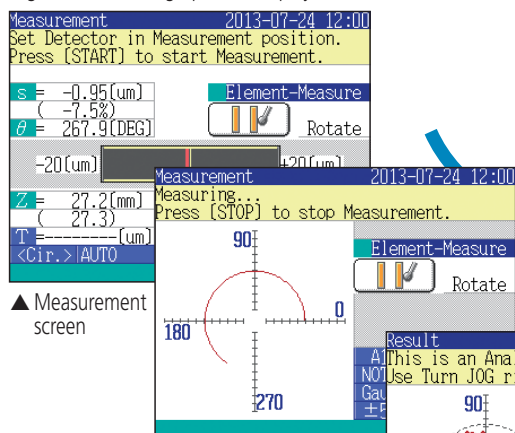 Measurement 2013-07-24 12:00
Set Detector in Measurement position.
Press [START] to start Measurement.
s = -0.95[um]
( -7.5%)
θ = 267.9[DEG]
Element-Measure
Rotate
-20[um] +20[um]
Z = 27.2[mm]
( 27.3)
T =------[um]
<Cir.> AUTO
▲ Measurement
screen
Measurement 2013-07-24 12:00
Measuring...
Press [STOP] to stop Measurement.
Element-Measure
Rotate
90
180
0
270
Result
This is an Ana
Use Turn JOG r
90